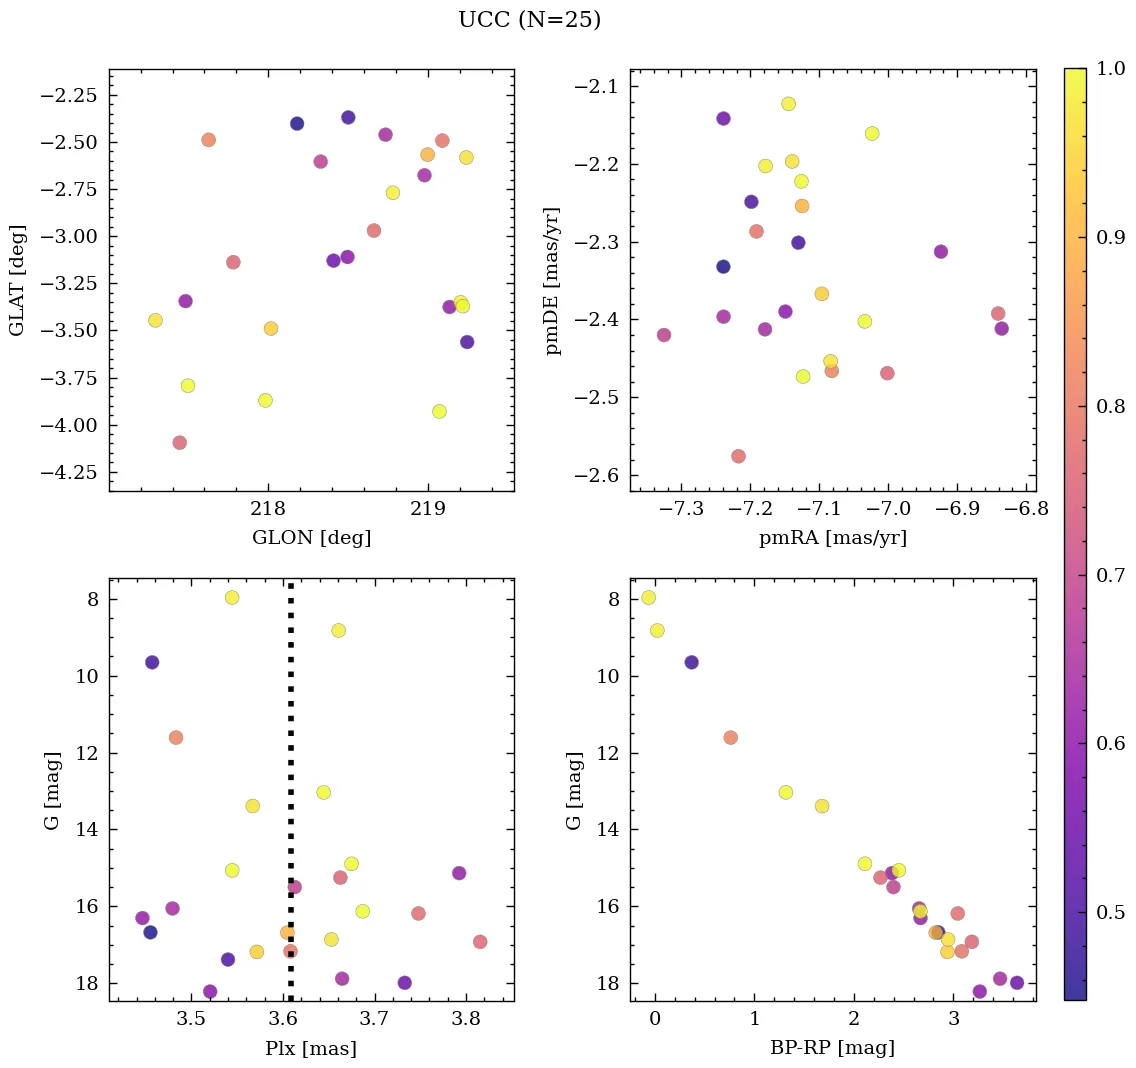 UCC (N=25)
−2.25
−2.50
−2.75
−3.00
−3.25
−3.50
−3.75
−4.00
−4.25
GLAT [deg]
218 219
GLON [deg]
−2.1
−2.2
−2.3
−2.4
−2.5
−2.6
pmDE [mas/yr]
−7.3 −7.2 −7.1 −7.0 −6.9 −6.8
pmRA [mas/yr]
8
10
12
14
16
18
G [mag]
3.5 3.6 3.7 3.8
Plx [mas]
8
10
12
14
16
18
G [mag]
0 1 2 3
BP-RP [mag]
1.0
0.9
0.8
0.7
0.6
0.5